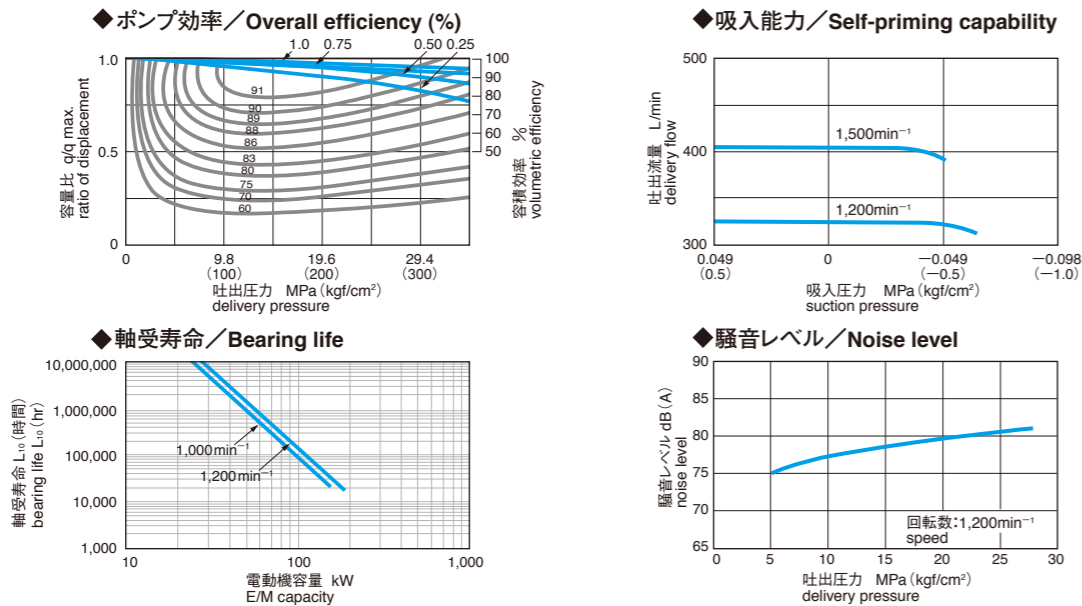 ◆ポンプ効率／Overall efficiency (%)
1.0 0.75 0.50 0.25
1.0
0.5
0
容量比 q/q max.
ratio of displacement
91
90
89
88
86
83
80
75
70
60
100
90
80
70
60
50
容積効率 %
volumetric efficiency
0 9.8 19.6 29.4
(100) (200) (300)
吐出圧力 MPa(kgf/cm²)
delivery pressure
◆吸入能力／Self-priming capability
500
400
300
吐出流量 L/min
delivery flow
1,500min⁻¹
1,200min⁻¹
0.049 0 −0.049 −0.098
(0.5) (−0.5) (−1.0)
吸入圧力 MPa(kgf/cm²)
suction pressure
◆軸受寿命／Bearing life
10,000,000
1,000,000
100,000
10,000
1,000
軸受寿命 L₁₀(時間)
bearing life L₁₀(hr)
1,000min⁻¹
1,200min⁻¹
10 100 1,000
電動機容量 kW
E/M capacity
◆騒音レベル／Noise level
90
80
75
70
65
騒音レベル dB(A)
noise level
回転数:1,200min⁻¹
speed
0 5 10 15 20 25 30
吐出圧力 MPa(kgf/cm²)
delivery pressure